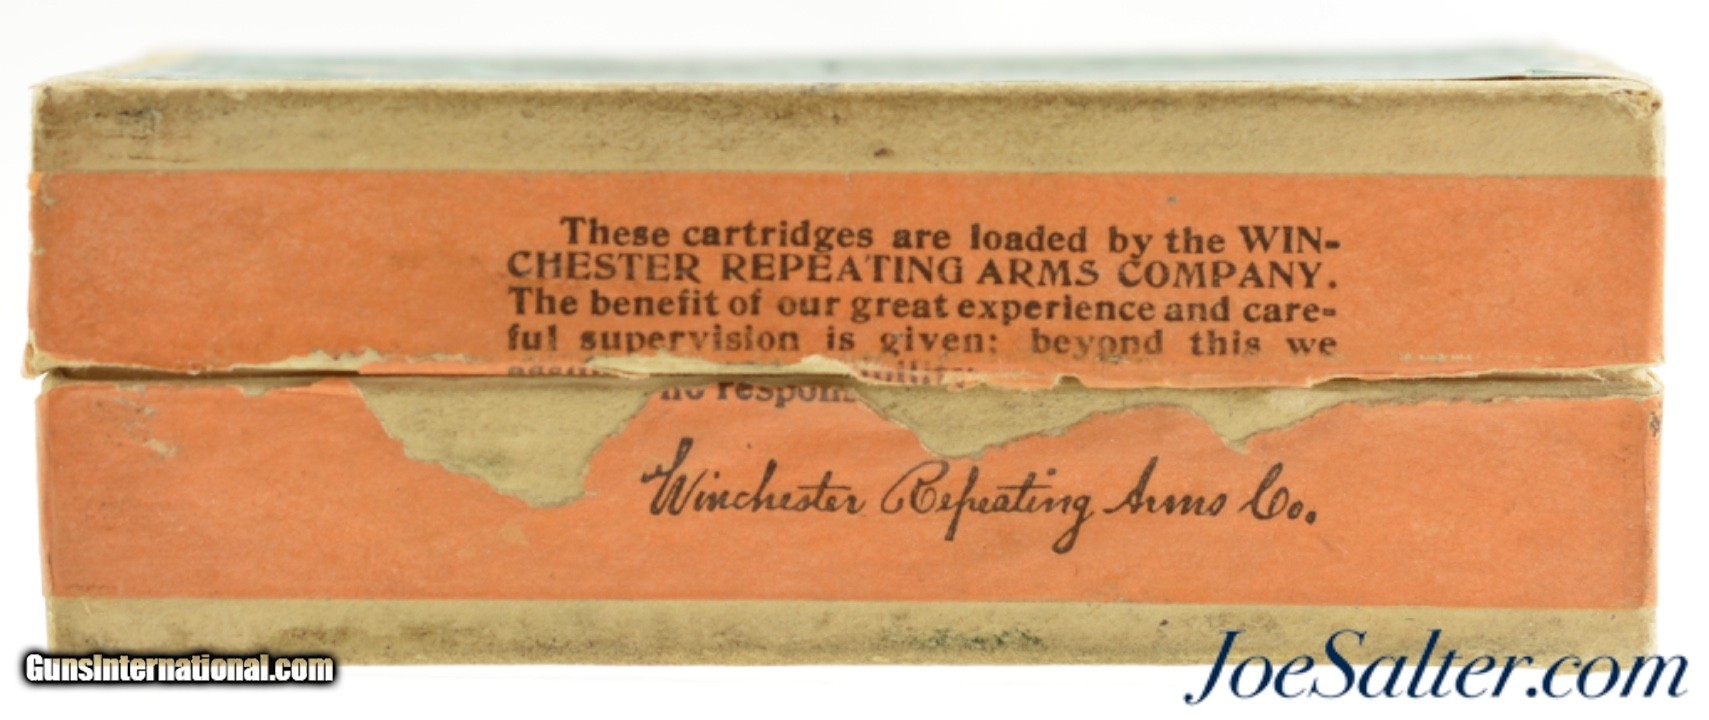 These cartridges are loaded by the WIN-
CHESTER REPEATING ARMS COMPANY.
The benefit of our great experience and care-
ful supervision is given; beyond this we
no
Winchester Repeating Arms Co.
GunsInternational.com
JoeSalter.com